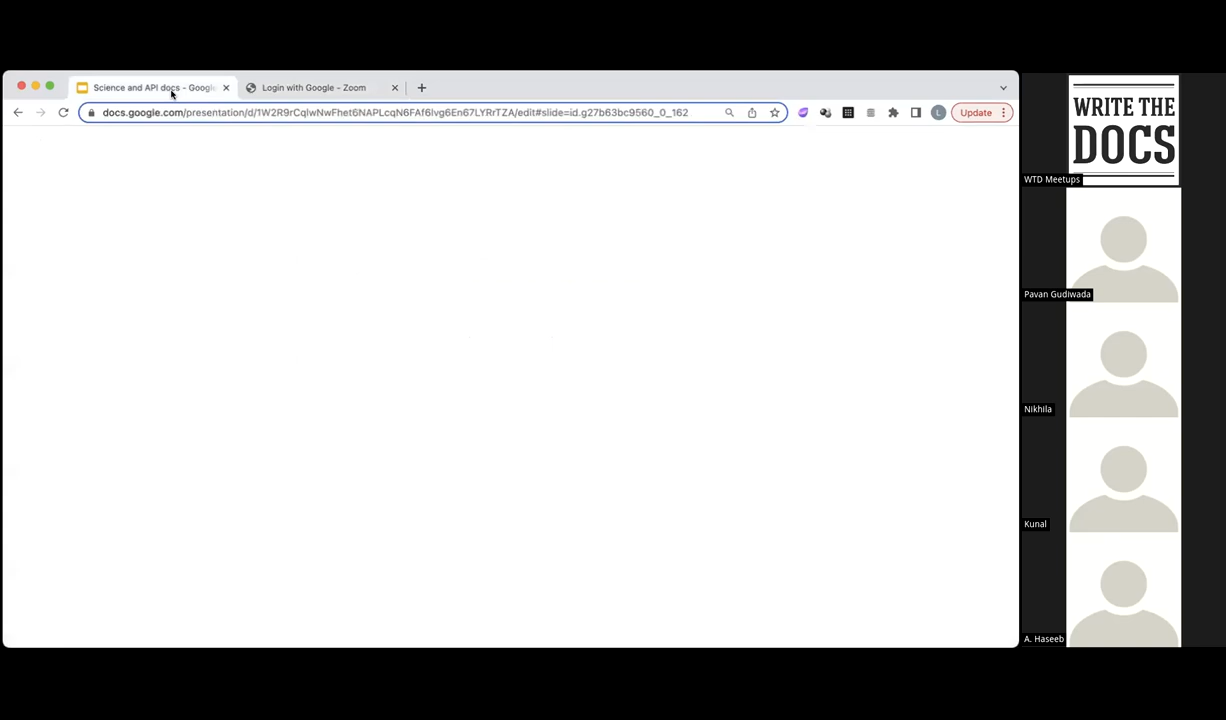 Science and API docs - Google
Login with Google - Zoom
docs.google.com/presentation/d/1W2R9rCqlwNwFhet6NAPLcqN6FAf6lvg6En67LYRrTZA/edit#slide=id.g27b63bc9560_0_162
L
Update
WRITE THE
DOCS
WTD Meetups
Pavan Gudiwada
Nikhila
Kunal
A. Haseeb